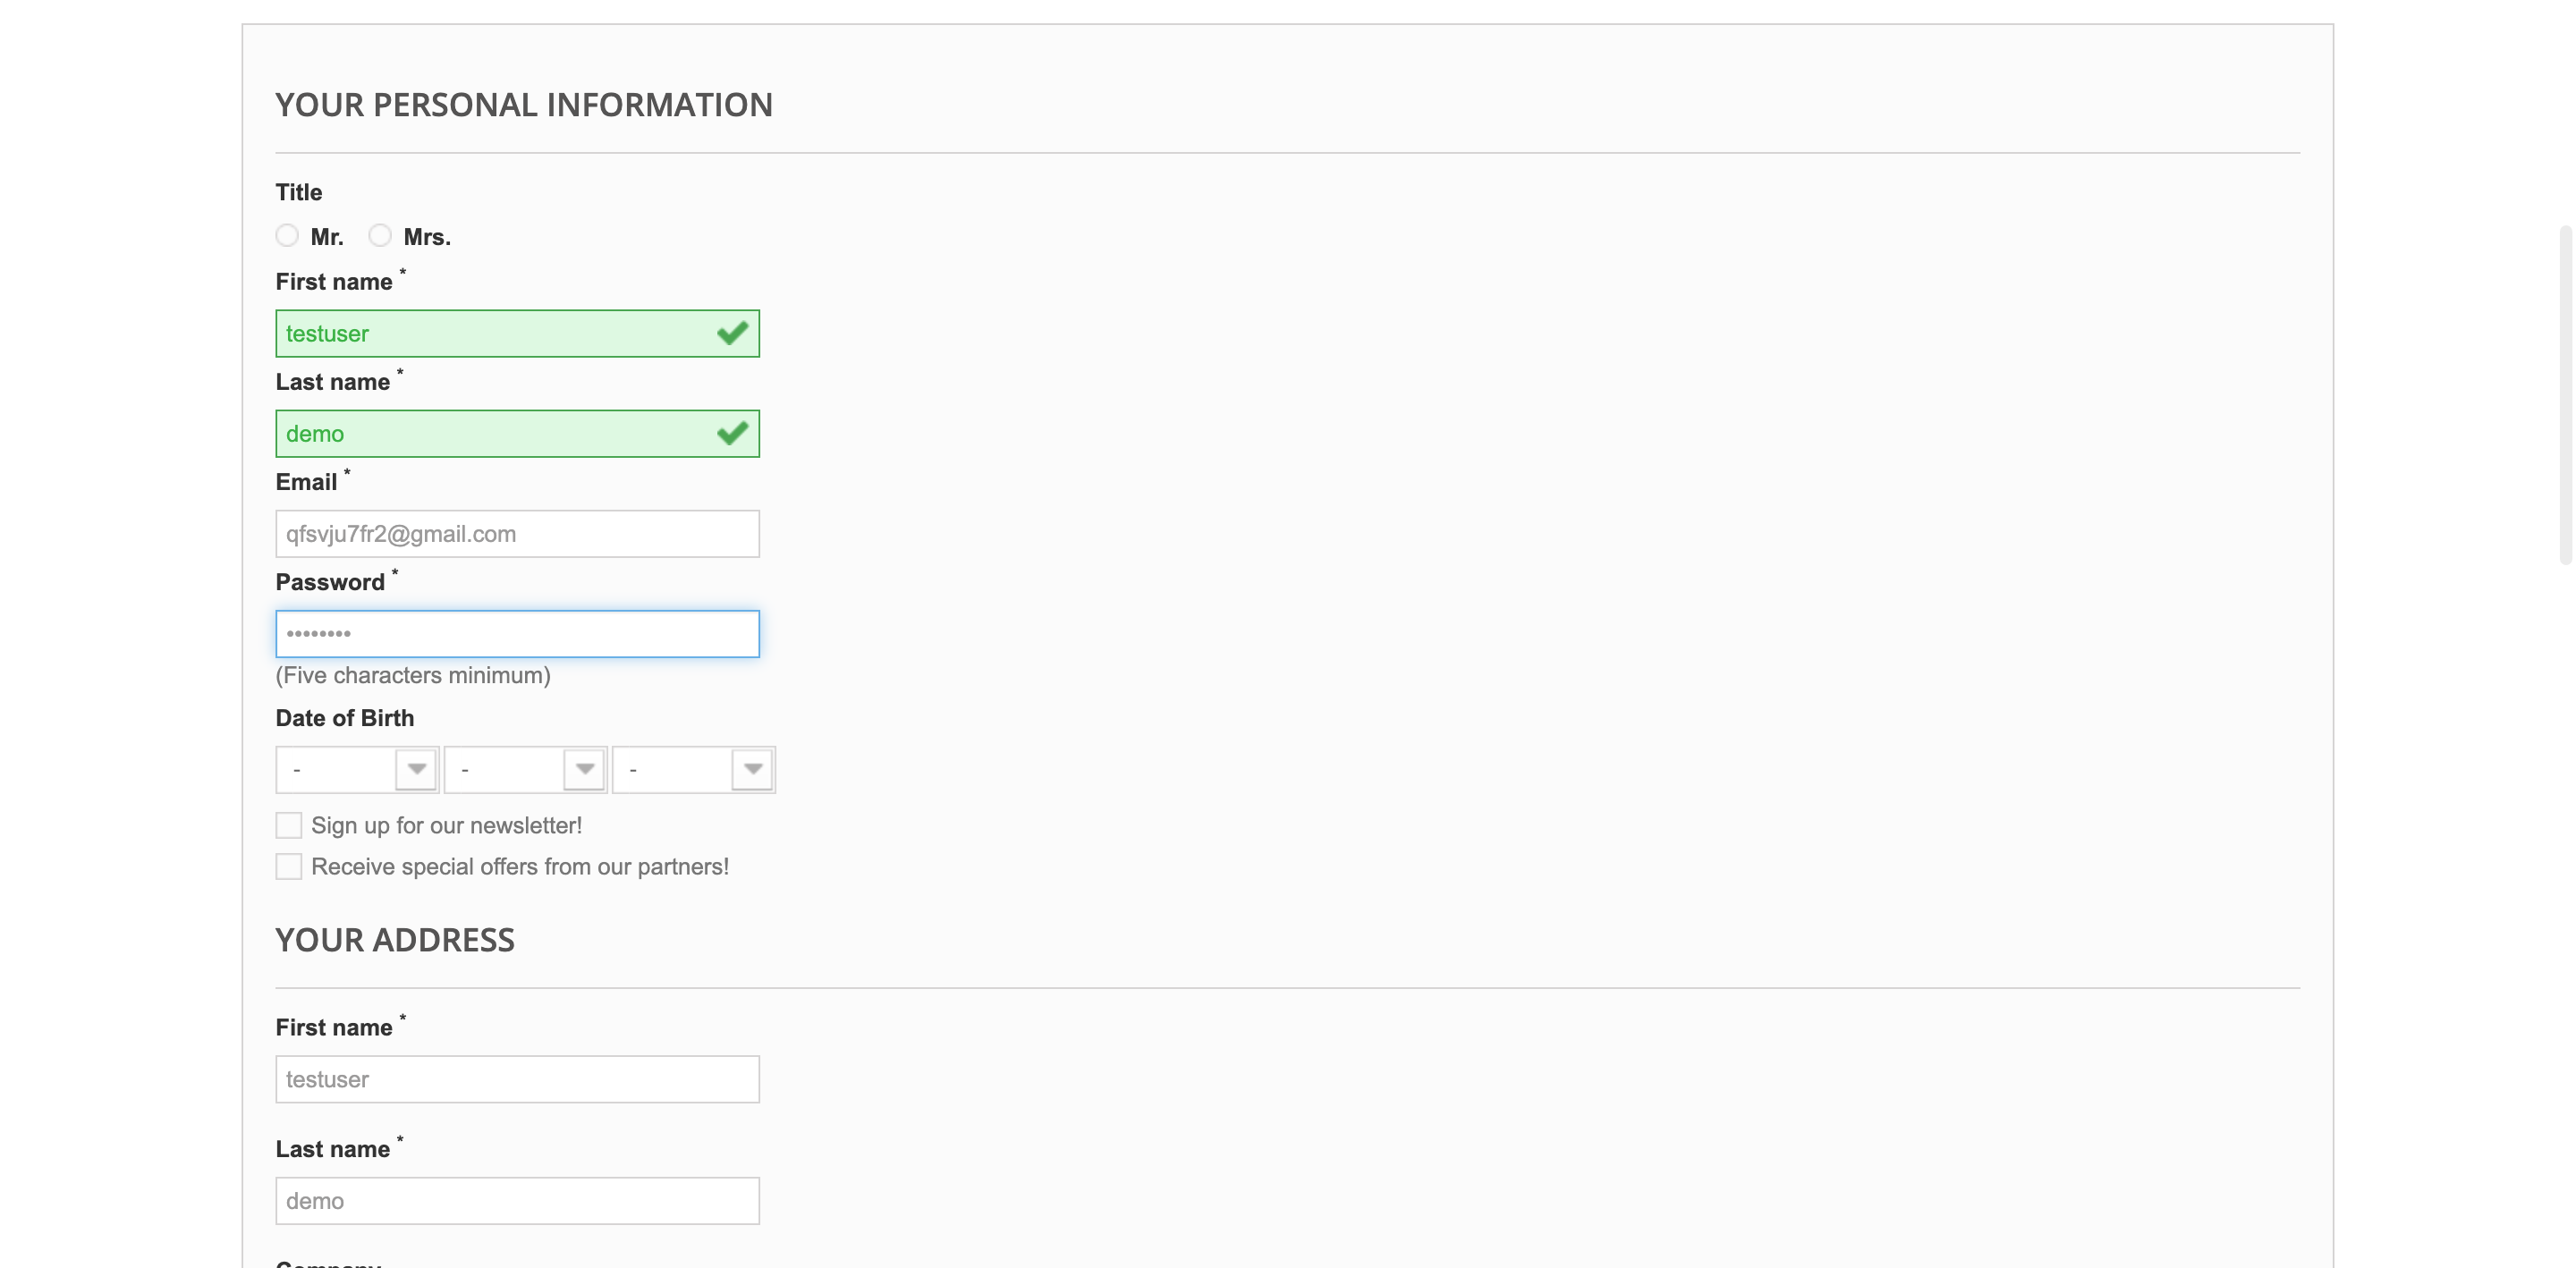 YOUR PERSONAL INFORMATION
Title
Mr. Mrs.
First name *
testuser
Last name *
demo
Email *
qfsvju7fr2@gmail.com
Password *
••••••••
(Five characters minimum)
Date of Birth
- - -
Sign up for our newsletter!
Receive special offers from our partners!
YOUR ADDRESS
First name *
testuser
Last name *
demo
Company